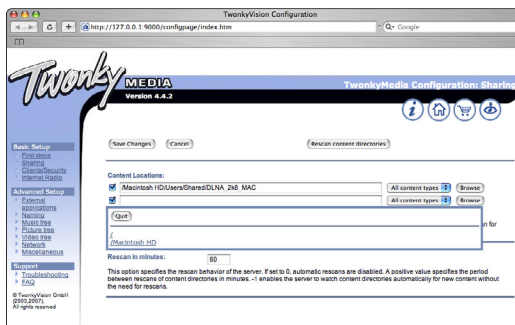 TwonkyVision Configuration
http://127.0.0.1:9000/configpage/index.htm
Google
Twonky MEDIA
Version 4.4.2
TwonkyMedia Configuration: Sharing
Save Changes
Cancel
Rescan content directories
Basic Setup
First steps
Sharing
Clients/Security
Internet Radio
Advanced Setup
External
applications
Naming
Music tree
Picture tree
Video tree
Network
Miscellaneous
Support
Troubleshooting
FAQ
© TwonkyVision GmbH
(2003,2007).
All rights reserved
Content Locations:
/Macintosh HD/Users/Shared/DLNA_2k8_MAC
All content types
Browse
All content types
Browse
Quit
/
/Macintosh HD
n for
Rescan in minutes:
60
This option specifies the rescan behavior of the server. If set to 0, automatic rescans are disabled. A positive value specifies the period
between rescans of content directories in minutes. -1 enables the server to watch content directories automatically for new content without
the need for rescans.